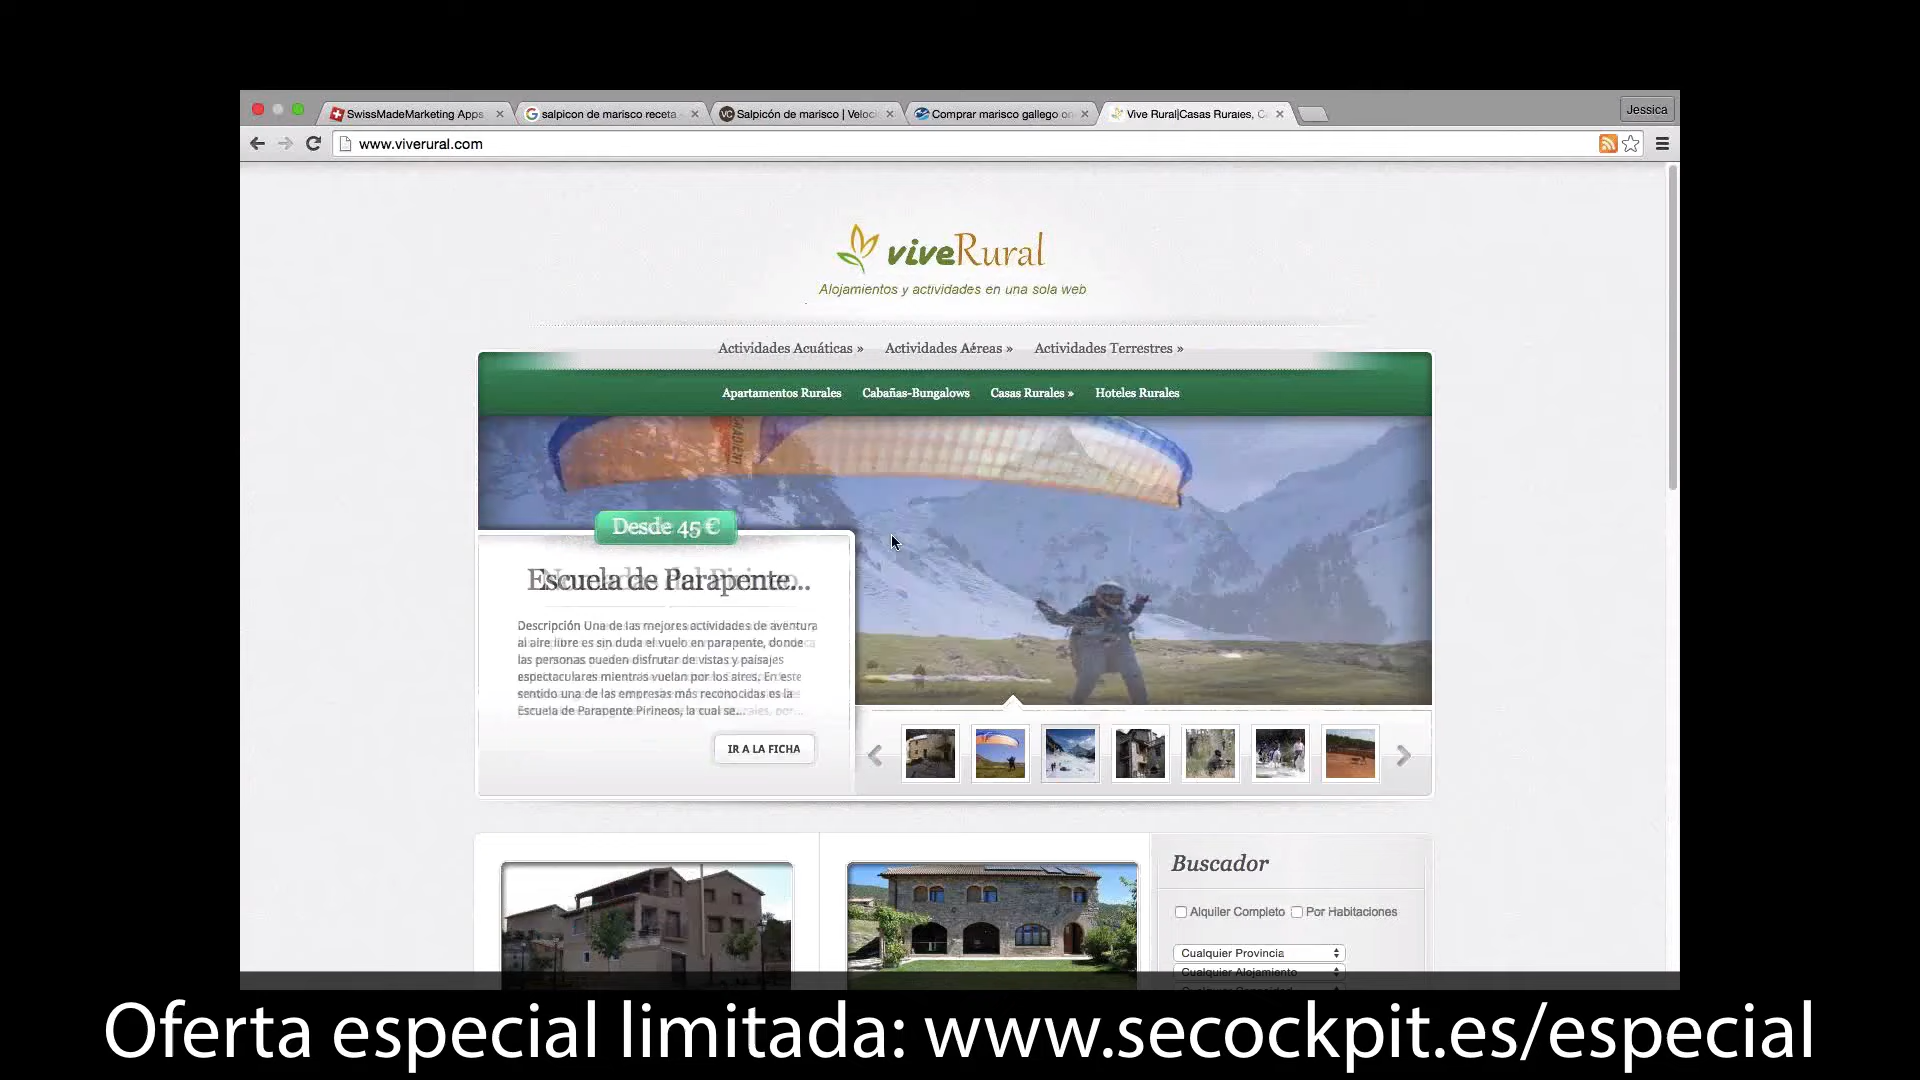 SwissMadeMarketing Apps
salpicon de marisco receta
Salpicón de marisco | Veloci
Comprar marisco gallego on
Vive Rural|Casas Rurales, C
Jessica
www.viverural.com
viveRural
Alojamientos y actividades en una sola web
Actividades Acuáticas » Actividades Aéreas » Actividades Terrestres »
Apartamentos Rurales Cabañas-Bungalows Casas Rurales » Hoteles Rurales
Desde 45 €
Escuela de Parapente...
Descripción Una de las mejores actividades de aventura
al aire libre es sin duda el vuelo en parapente, donde
las personas pueden disfrutar de vistas y paisajes
espectaculares mientras vuelan por los aires. En este
sentido una de las empresas más reconocidas es la
Escuela de Parapente Pirineos, la cual se...
IR A LA FICHA
Buscador
Alquiler Completo Por Habitaciones
Cualquier Provincia
Cualquier Alojamiento
Oferta especial limitada: www.secockpit.es/especial